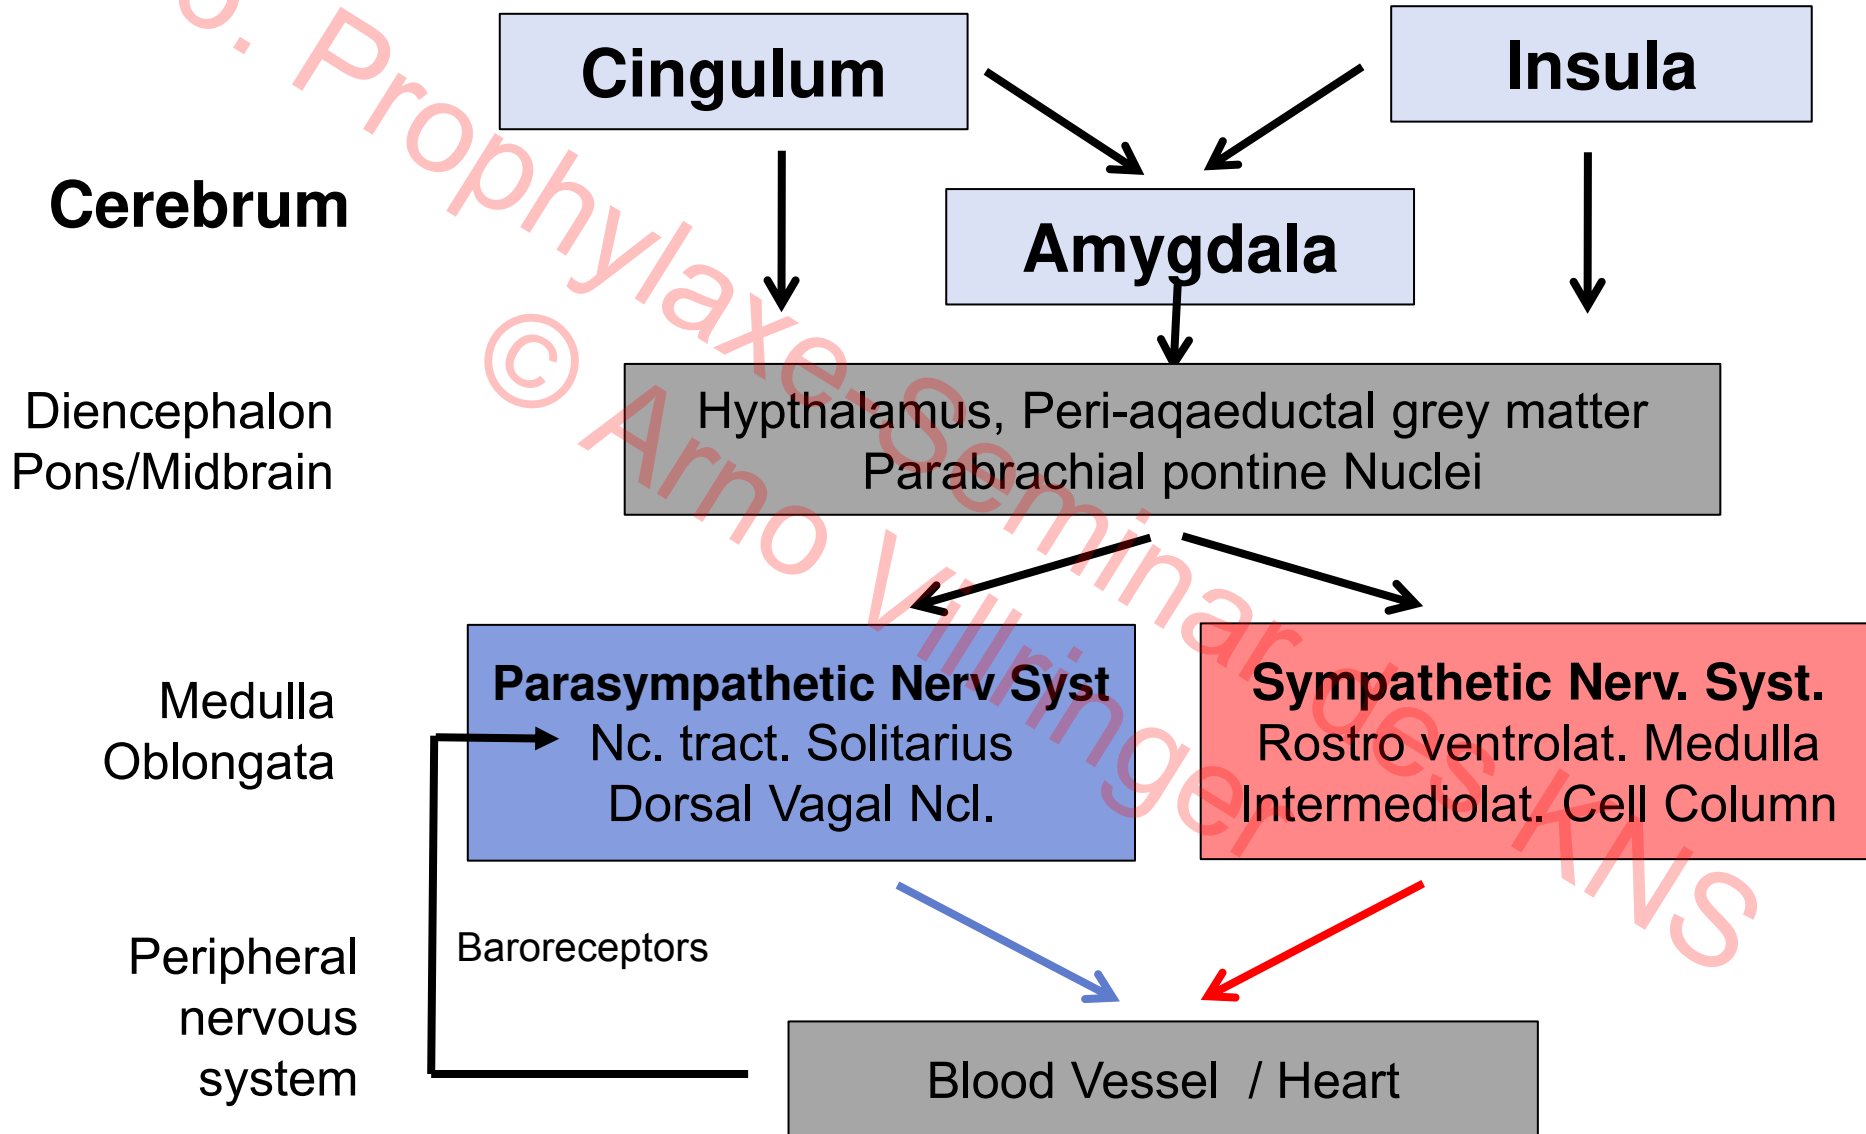 Cingulum
Insula
Cerebrum
Amygdala
Diencephalon
Pons/Midbrain
Hypthalamus, Peri-aqaeductal grey matter
Parabrachial pontine Nuclei
Medulla
Oblongata
Parasympathetic Nerv Syst
Nc. tract. Solitarius
Dorsal Vagal Ncl.
Sympathetic Nerv. Syst.
Rostro ventrolat. Medulla
Intermediolat. Cell Column
Peripheral
nervous
system
Baroreceptors
Blood Vessel / Heart
. Prophylaxe-Seminar des KNS
© Arno Villringer